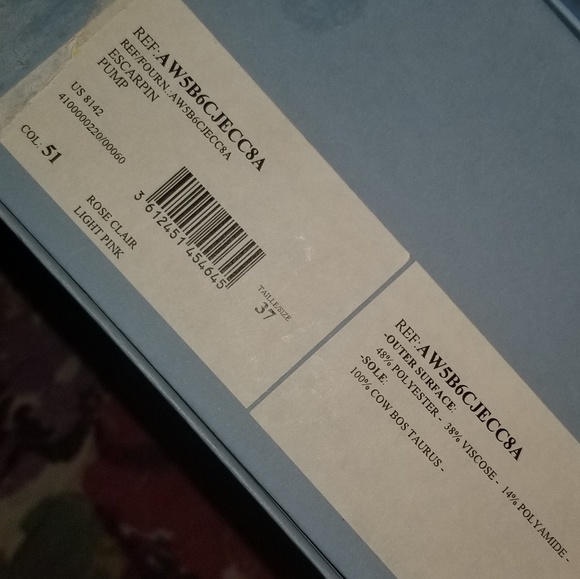 REF:AW5B6CJECC8A
REF/FOURN.:AW5B6CJECC8A
ESCARPIN
PUMP
US 8142
4100000220/00060
COL: 51
ROSE CLAIR
LIGHT PINK
3 612451 454645
TAILLE/SIZE
37
REF:AW5B6CJECC8A
-OUTER SURFACE:
48% POLYESTER - 38% VISCOSE - 14% POLYAMIDE -
-SOLE:
100% COW BOS TAURUS -